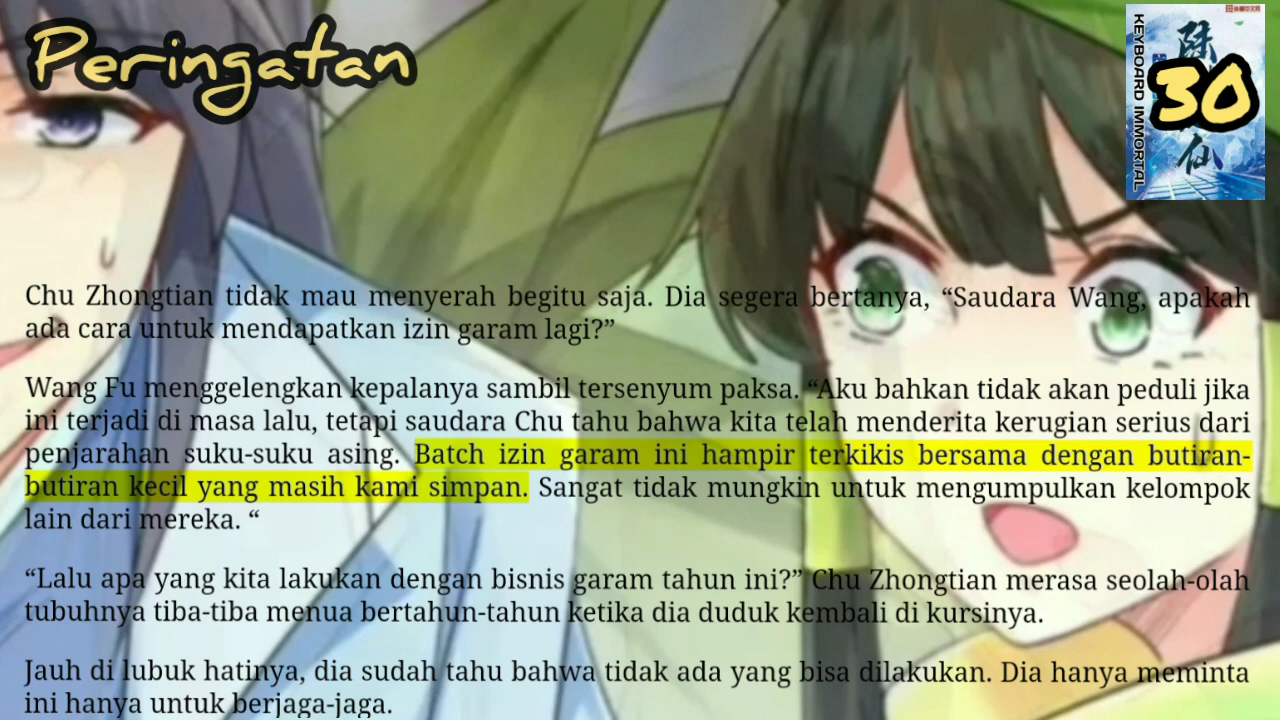 Peringatan
KEYBOARD IMMORTAL
30
仙
Chu Zhongtian tidak mau menyerah begitu saja. Dia segera bertanya, “Saudara Wang, apakah
ada cara untuk mendapatkan izin garam lagi?”
Wang Fu menggelengkan kepalanya sambil tersenyum paksa. “Aku bahkan tidak akan peduli jika
ini terjadi di masa lalu, tetapi saudara Chu tahu bahwa kita telah menderita kerugian serius dari
penjarahan suku-suku asing. Batch izin garam ini hampir terkikis bersama dengan butiran-
butiran kecil yang masih kami simpan. Sangat tidak mungkin untuk mengumpulkan kelompok
lain dari mereka. “
“Lalu apa yang kita lakukan dengan bisnis garam tahun ini?” Chu Zhongtian merasa seolah-olah
tubuhnya tiba-tiba menua bertahun-tahun ketika dia duduk kembali di kursinya.
Jauh di lubuk hatinya, dia sudah tahu bahwa tidak ada yang bisa dilakukan. Dia hanya meminta
ini hanya untuk berjaga-jaga.